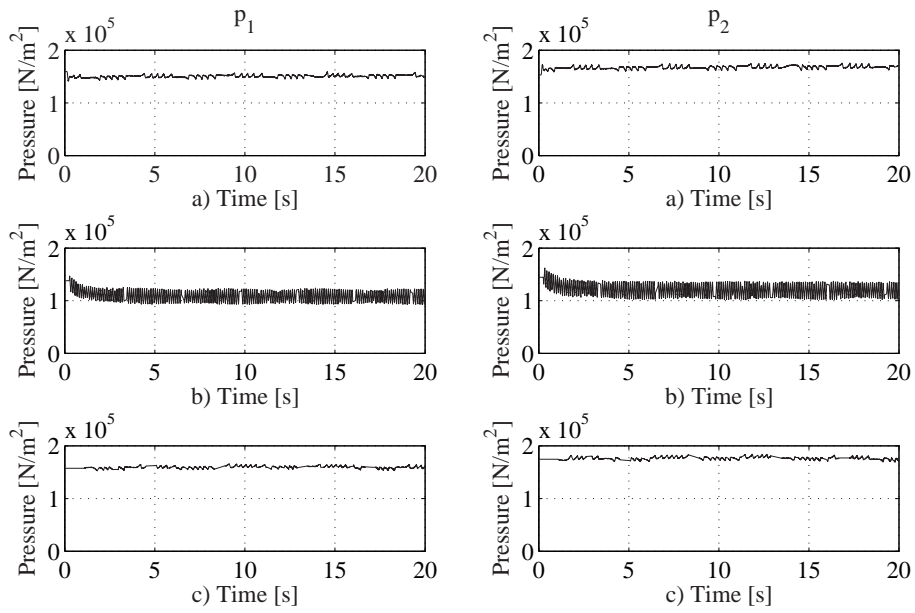 p1
p2
x 10^5
x 10^5
Pressure [N/m^2]
2
1
0
0 5 10 15 20
a) Time [s]
Pressure [N/m^2]
2
1
0
0 5 10 15 20
a) Time [s]
x 10^5
x 10^5
Pressure [N/m^2]
2
1
0
0 5 10 15 20
b) Time [s]
Pressure [N/m^2]
2
1
0
0 5 10 15 20
b) Time [s]
x 10^5
x 10^5
Pressure [N/m^2]
2
1
0
0 5 10 15 20
c) Time [s]
Pressure [N/m^2]
2
1
0
0 5 10 15 20
c) Time [s]